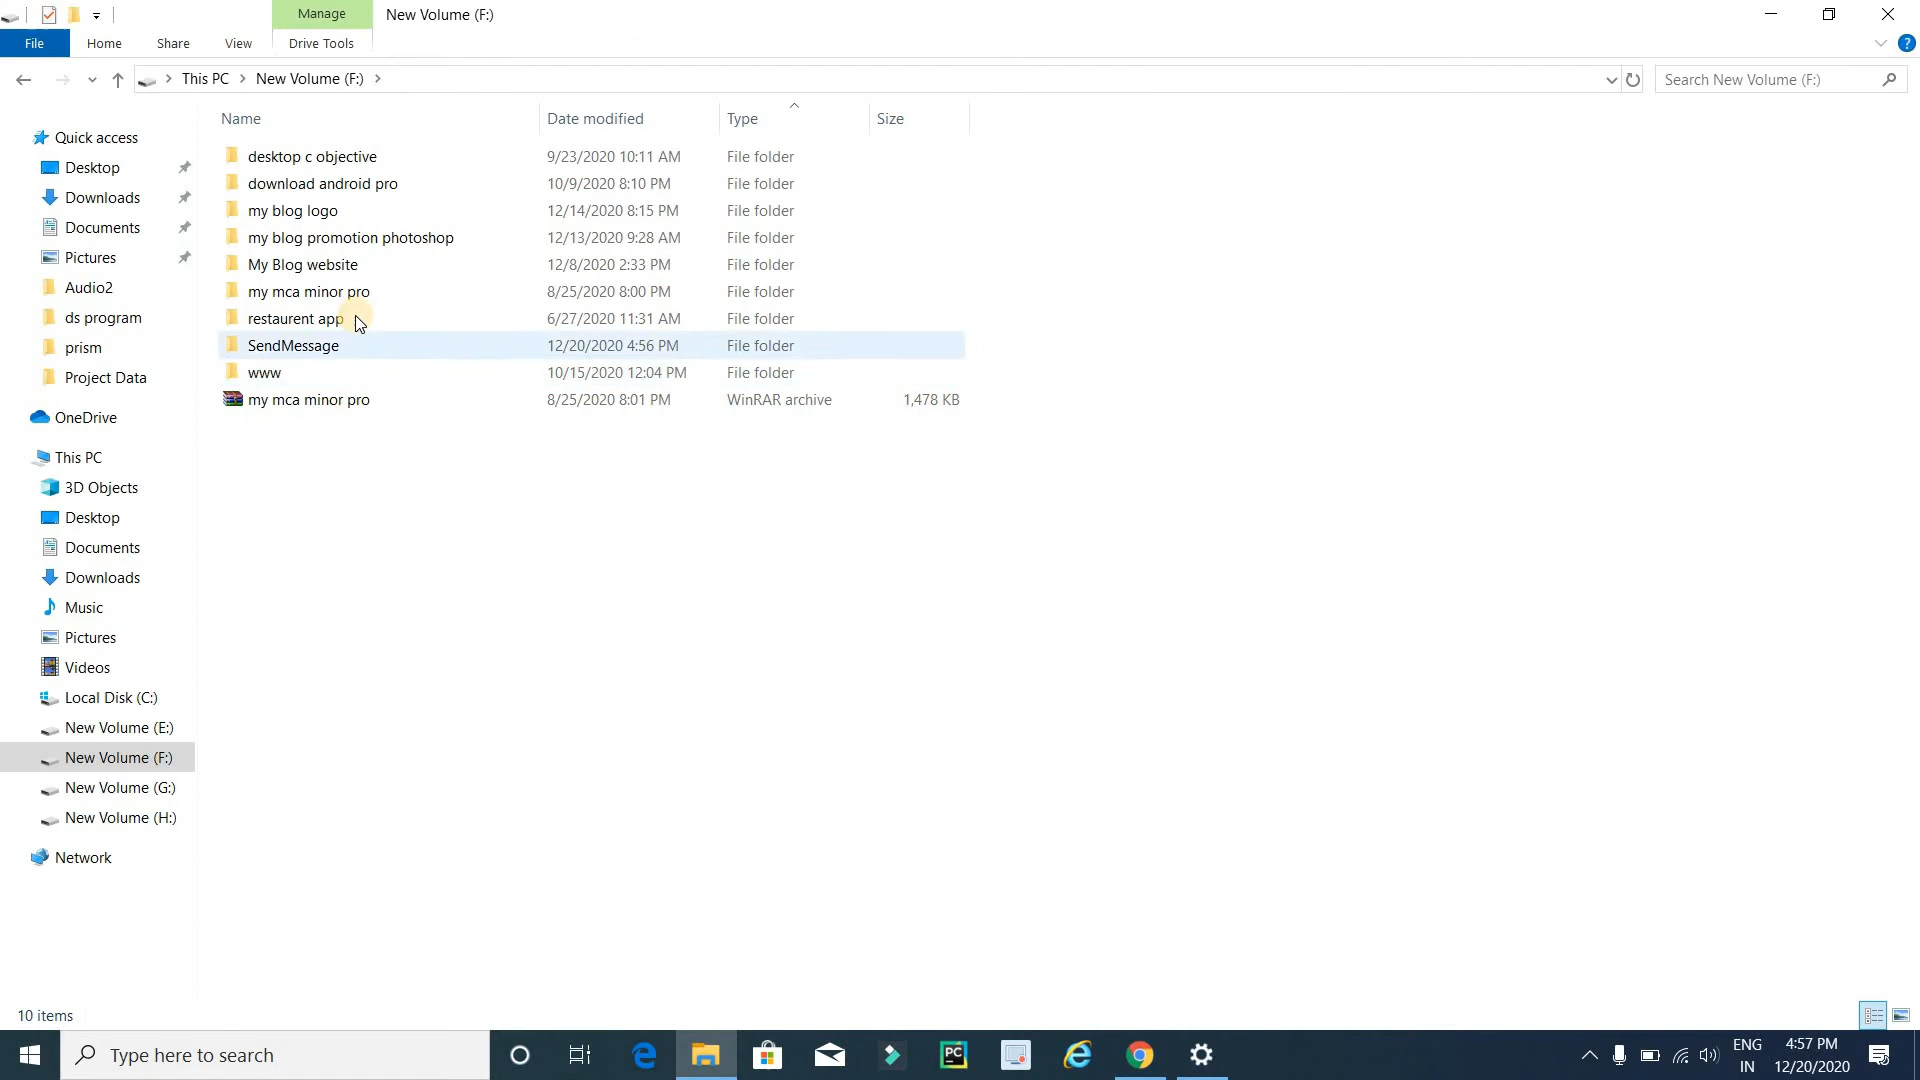 Manage
New Volume (F:)
File
Home
Share
View
Drive Tools
This PC
New Volume (F:)
Search New Volume (F:)
Name
Date modified
Type
Size
desktop c objective 9/23/2020 10:11 AM File folder
download android pro 10/9/2020 8:10 PM File folder
my blog logo 12/14/2020 8:15 PM File folder
my blog promotion photoshop 12/13/2020 9:28 AM File folder
My Blog website 12/8/2020 2:33 PM File folder
my mca minor pro 8/25/2020 8:00 PM File folder
restaurent app 6/27/2020 11:31 AM File folder
SendMessage 12/20/2020 4:56 PM File folder
www 10/15/2020 12:04 PM File folder
my mca minor pro 8/25/2020 8:01 PM WinRAR archive 1,478 KB
Quick access
Desktop
Downloads
Documents
Pictures
Audio2
ds program
prism
Project Data
OneDrive
This PC
3D Objects
Desktop
Documents
Downloads
Music
Pictures
Videos
Local Disk (C:)
New Volume (E:)
New Volume (F:)
New Volume (G:)
New Volume (H:)
Network
10 items
Type here to search
PC
ENG
IN
4:57 PM
12/20/2020